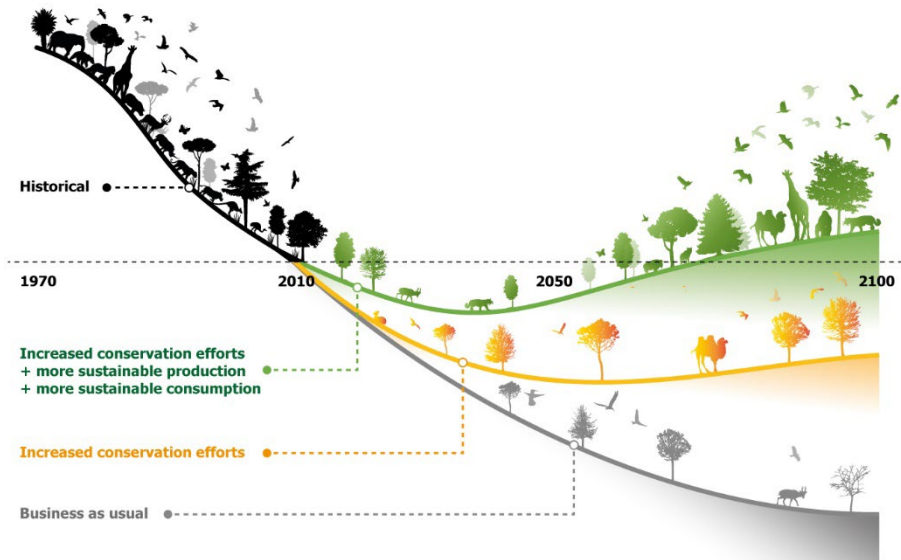 Historical
1970 2010 2050 2100
Increased conservation efforts
+ more sustainable production
+ more sustainable consumption
Increased conservation efforts
Business as usual